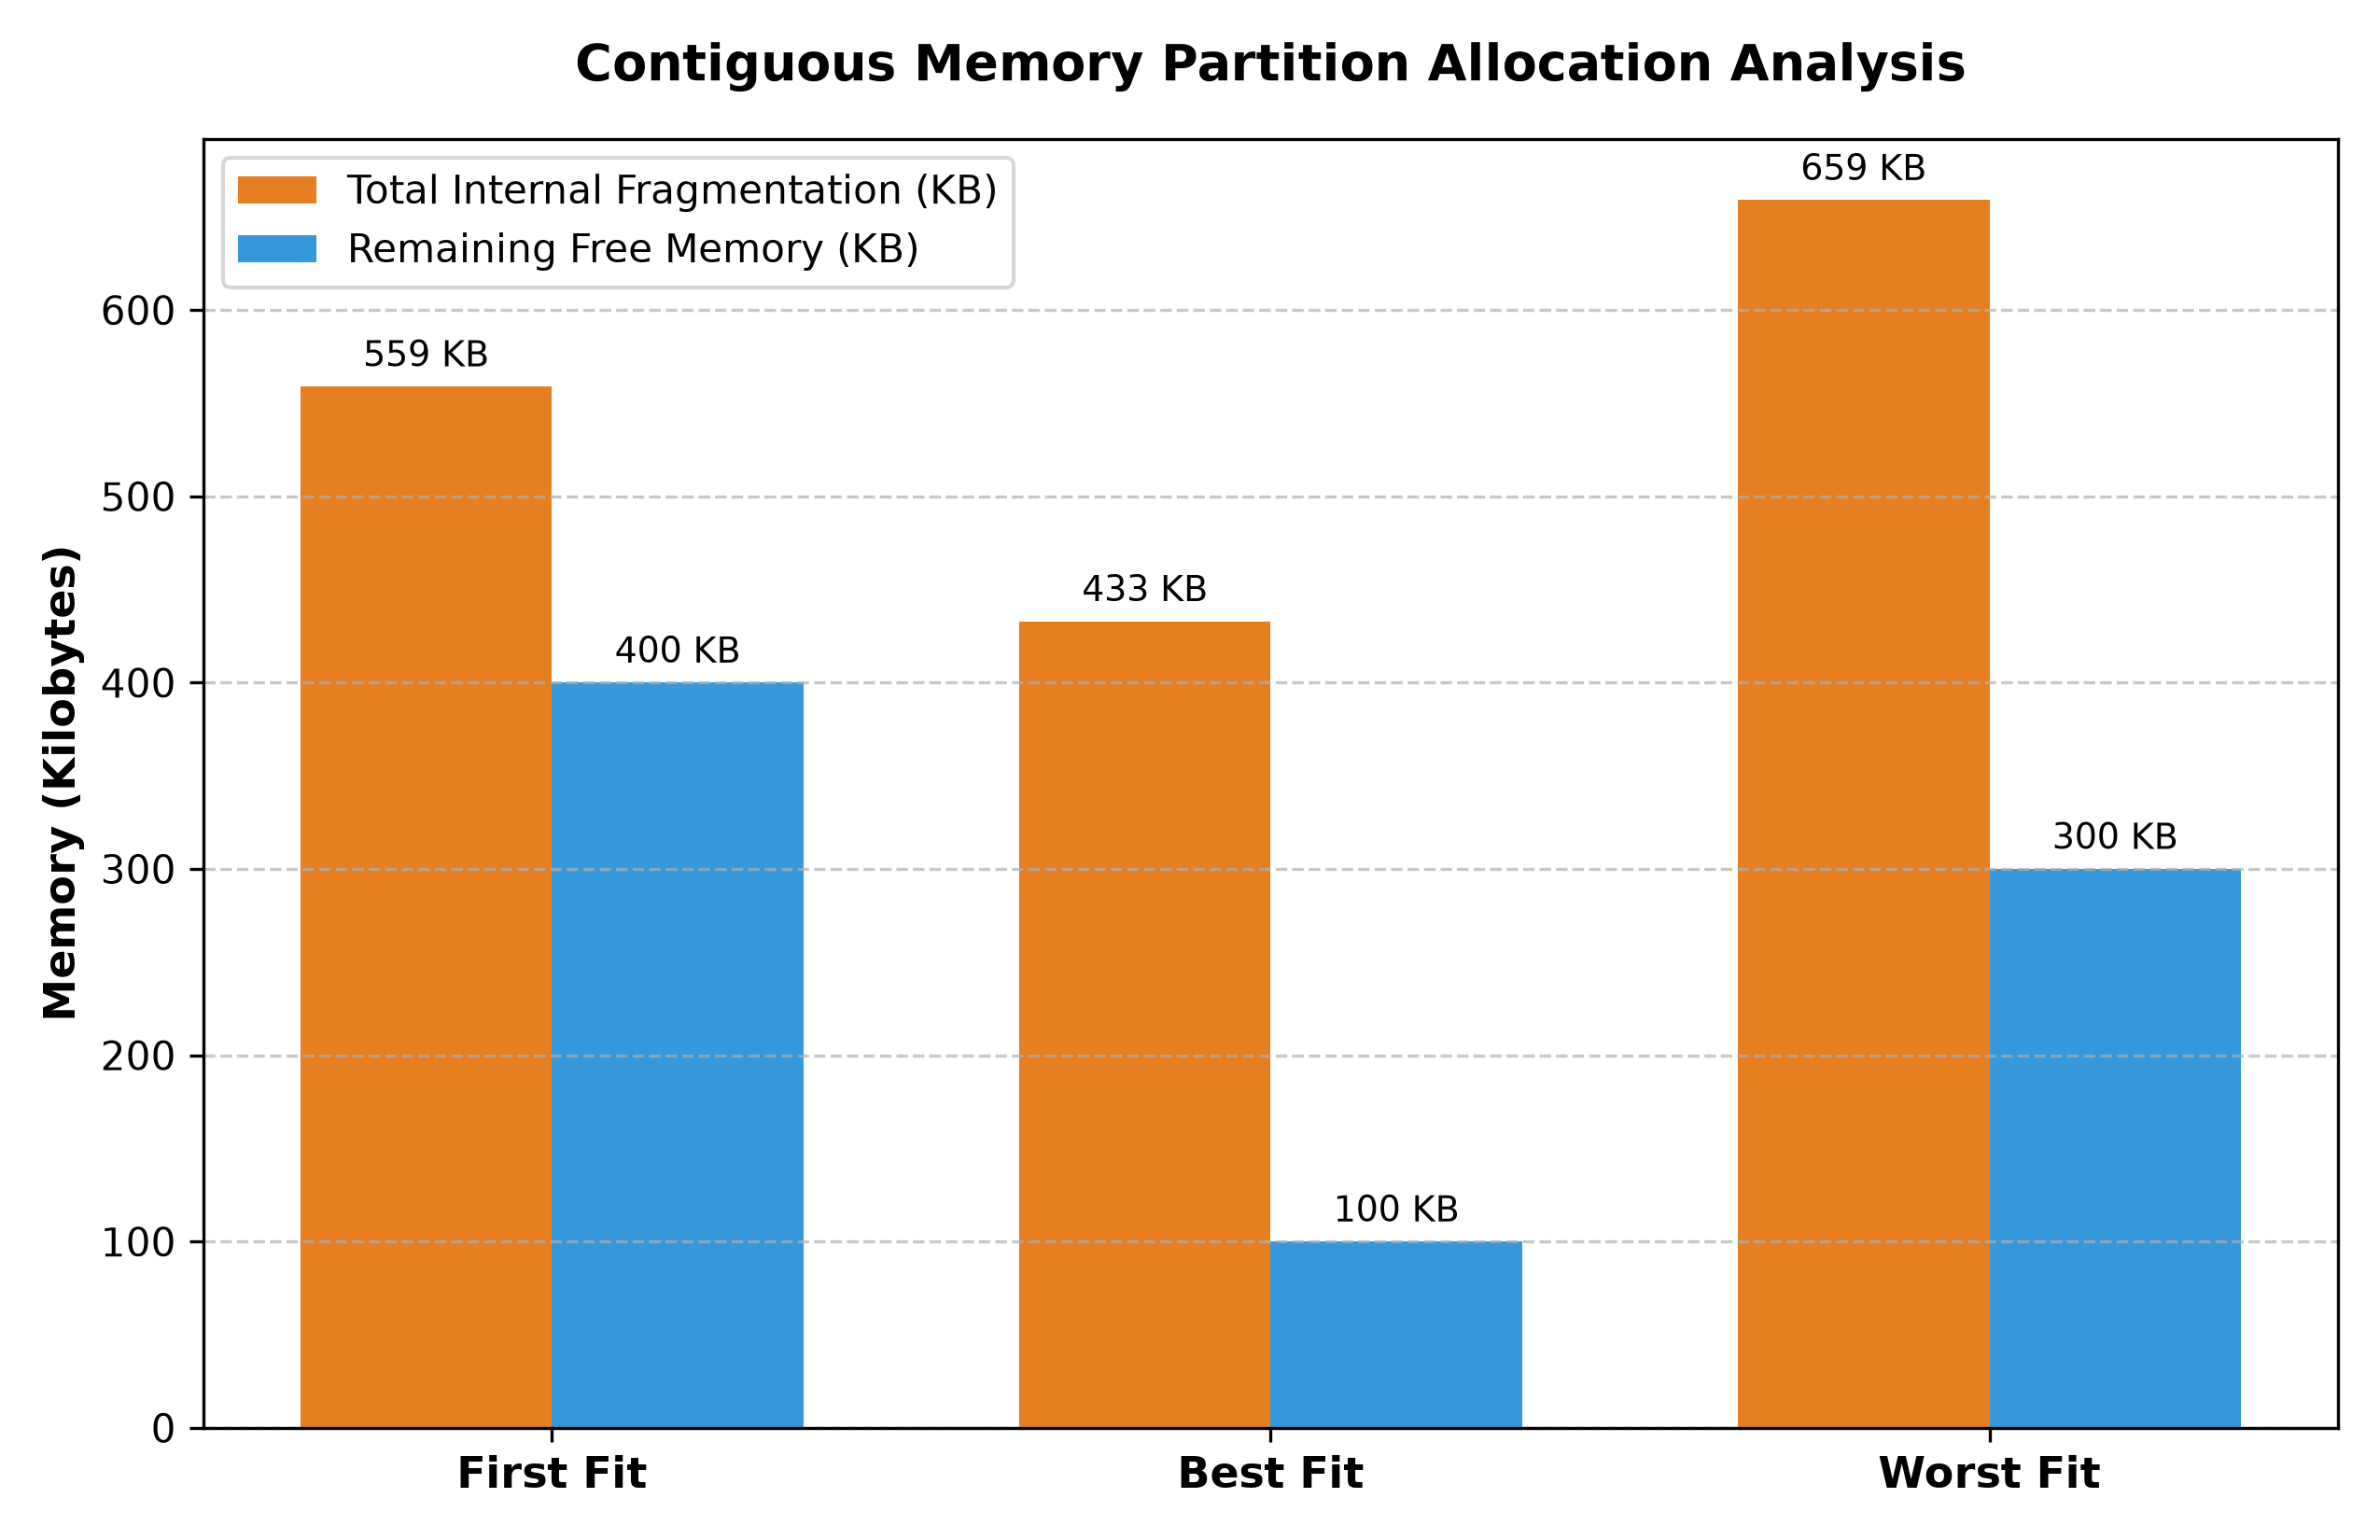 Contiguous Memory Partition Allocation Analysis
Total Internal Fragmentation (KB)
Remaining Free Memory (KB)
Memory (Kilobytes)
600
500
400
300
200
100
0
559 KB
400 KB
433 KB
100 KB
659 KB
300 KB
First Fit
Best Fit
Worst Fit